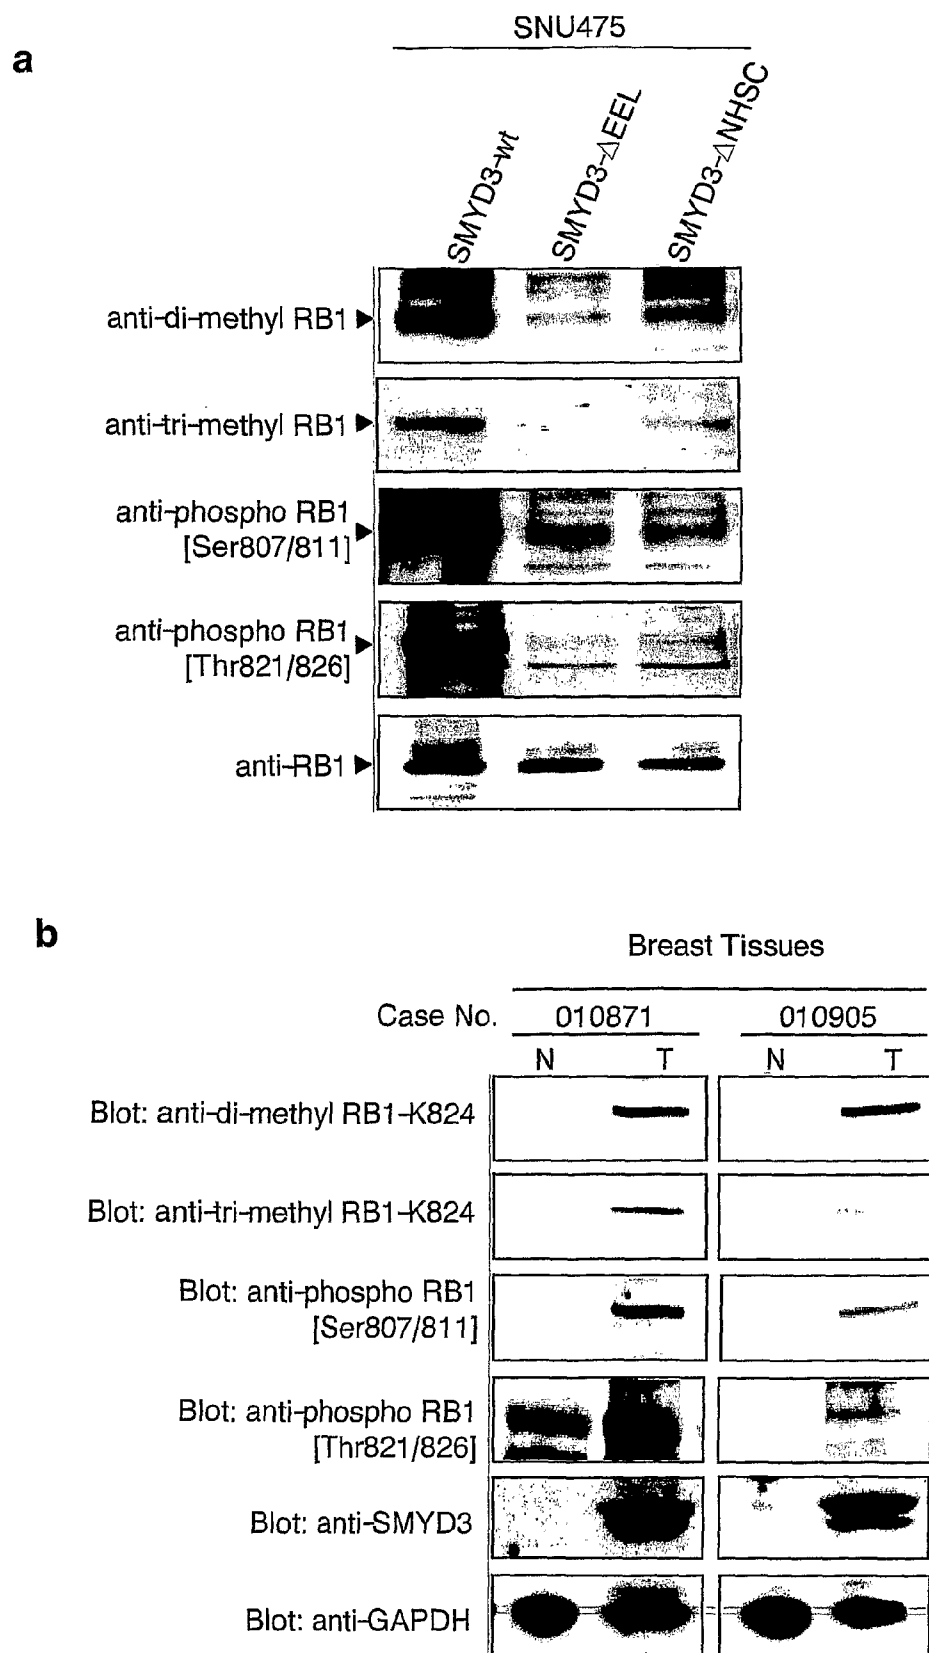 a
SNU475
SMYD3-wt
SMYD3-ΔEEL
SMYD3-ΔNHSC
anti-di-methyl RB1
anti-tri-methyl RB1
anti-phospho RB1
[Ser807/811]
anti-phospho RB1
[Thr821/826]
anti-RB1
b
Breast Tissues
Case No. 010871 010905
N T N T
Blot: anti-di-methyl RB1-K824
Blot: anti-tri-methyl RB1-K824
Blot: anti-phospho RB1
[Ser807/811]
Blot: anti-phospho RB1
[Thr821/826]
Blot: anti-SMYD3
Blot: anti-GAPDH